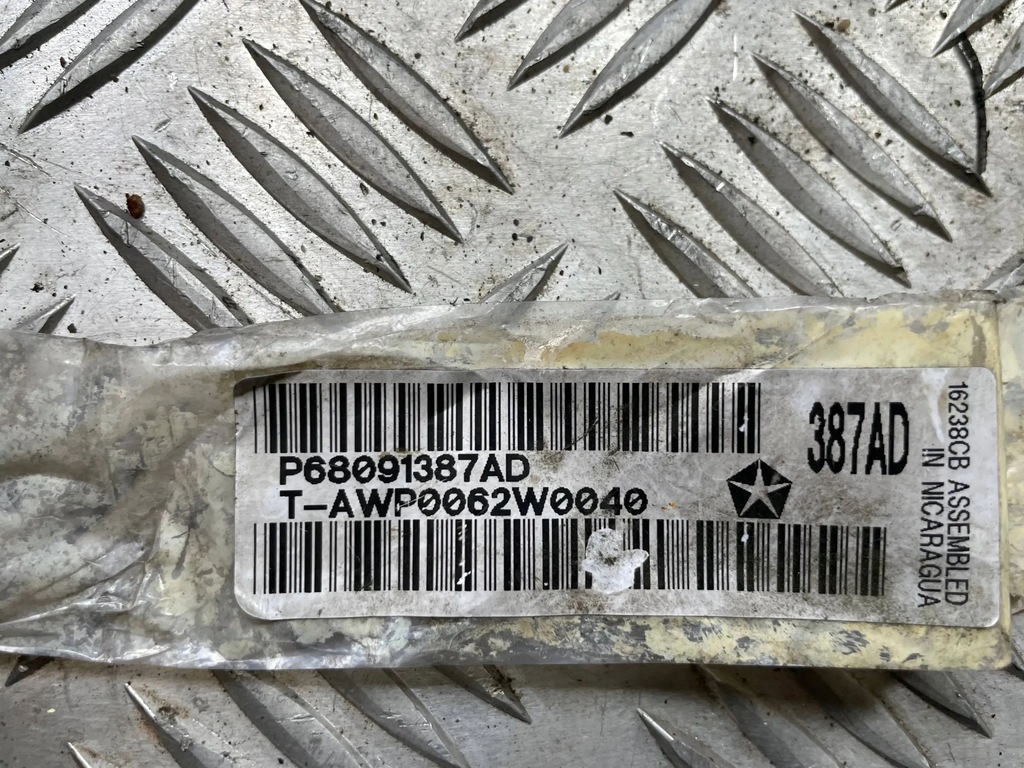 P68091387AD
T-AWP0062W0040
387AD
16238CB ASSEMBLED
IN NICARAGUA